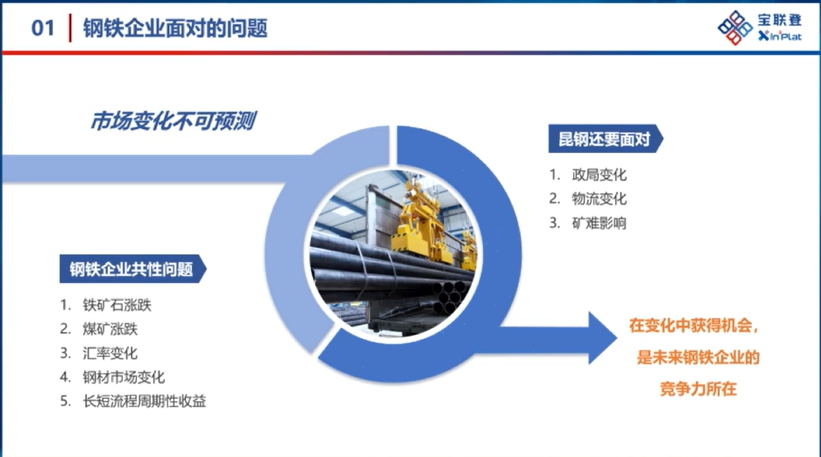 01 钢铁企业面对的问题
宝联登
XinPlat
市场变化不可预测
昆钢还要面对
1. 政局变化
2. 物流变化
3. 矿难影响
钢铁企业共性问题
1. 铁矿石涨跌
2. 煤矿涨跌
3. 汇率变化
4. 钢材市场变化
5. 长短流程周期性收益
在变化中获得机会，
是未来钢铁企业的
竞争力所在